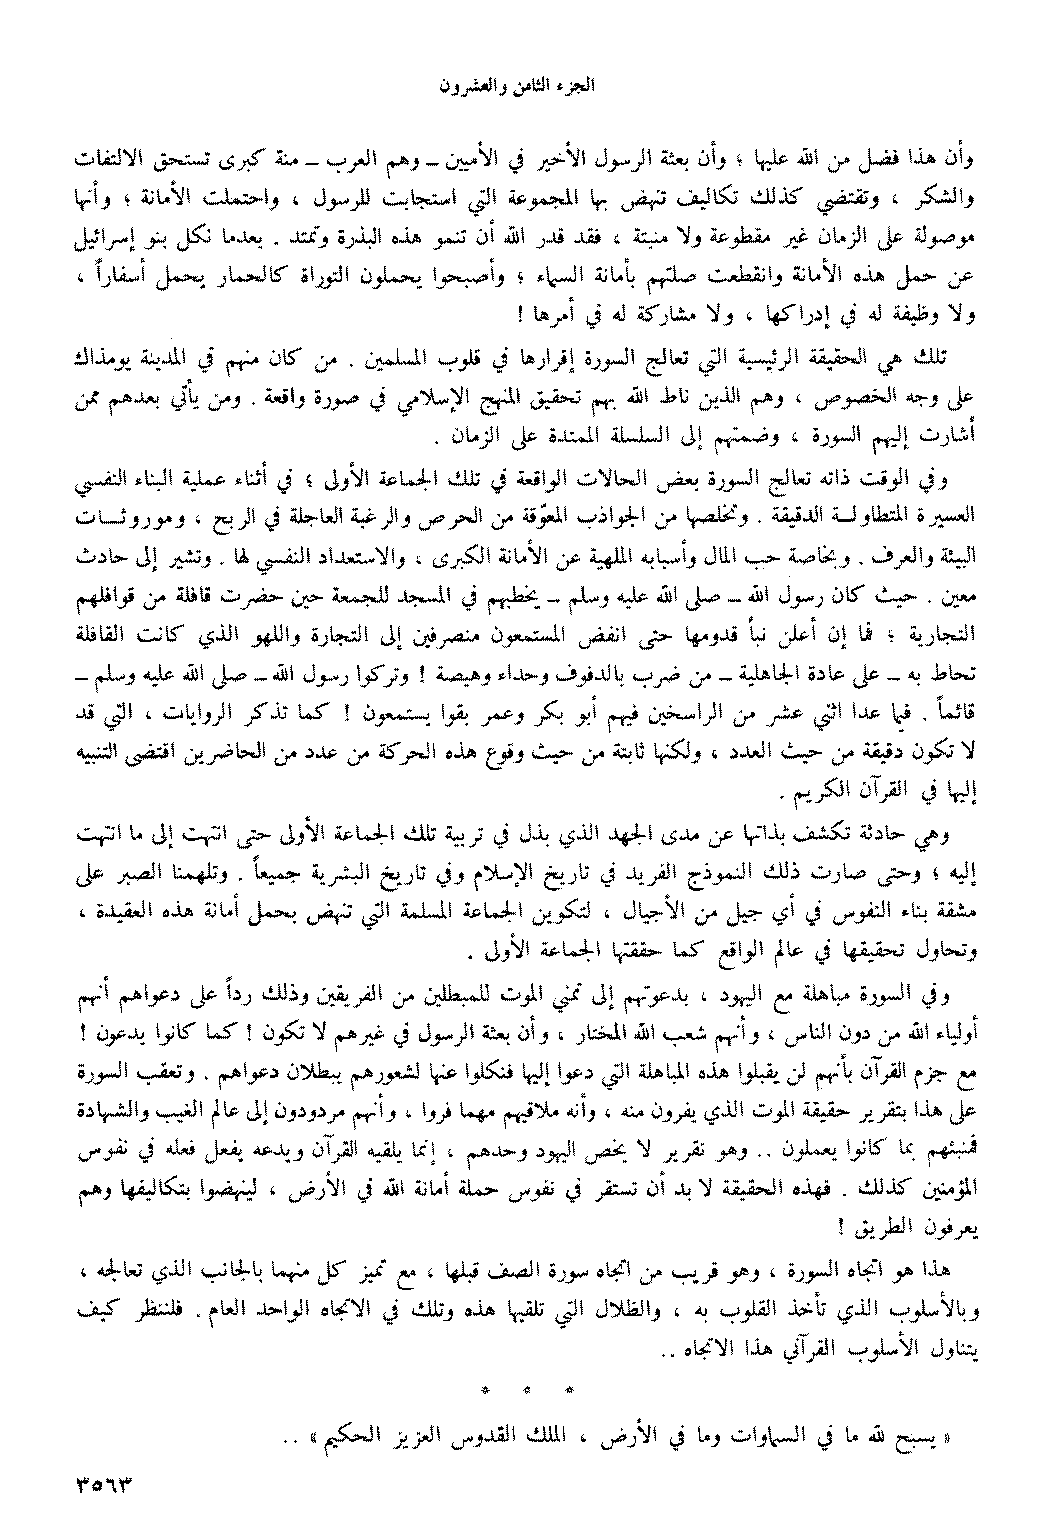 الجزء الثامن والعشرون
وأن هذا فضل من الله عليها ؛ وأن بعثة الرسول الأخير في الأميين – وهم العرب – منة كبرى تستحق الالتفات
والشكر ، وتقتضي كذلك تكاليف تنهض بها المجموعة التي استجابت للرسول ، واحتملت الأمانة ؛ وأنها
موصولة على الزمان غير مقطوعة ولا منبتة ، فقد قدر الله أن تنمو هذه البذرة وتمتد . بعدما نكل بنو إسرائيل
عن حمل هذه الأمانة وانقطعت صلتهم بأمانة السماء ؛ وأصبحوا يحملون التوراة كالحمار يحمل أسفاراً ،
ولا وظيفة له في إدراكها ، ولا مشاركة له في أمرها !
تلك هي الحقيقة الرئيسية التي تعالج السورة إقرارها في قلوب المسلمين . من كان منهم في المدينة يومذاك
على وجه الخصوص ، وهم الذين ناط الله بهم تحقيق المنهج الإسلامي في صورة واقعة . ومن يأتي بعدهم ممن
أشارت إليهم السورة ، وضمتهم إلى السلسلة الممتدة على الزمان .
وفي الوقت ذاته تعالج السورة بعض الحالات الواقعة في تلك الجماعة الأولى ؛ في أثناء عملية البناء النفسي
العسيرة المتطاولـة الدقيقة . وتخلصها من الجواذب المعوّقة من الحرص والرغبة العاجلة في الربح ، وموروثـات
البيئة والعرف . وبخاصة حب المال وأسبابه الملهية عن الأمانة الكبرى ، والاستعداد النفسي لها . وتشير إلى حادث
معين . حيث كان رسول الله – صلى الله عليه وسلم – يخطبهم في المسجد للجمعة حين حضرت قافلة من قوافلهم
التجارية ؛ فما إن أعلن نبأ قدومها حتى انفض المستمعون منصرفين إلى التجارة واللهو الذي كانت القافلة
تحاط به – على عادة الجاهلية – من ضرب بالدفوف وحداء وهيصة ! وتركوا رسول الله – صلى الله عليه وسلم –
قائماً . فيما عدا اثني عشر من الراسخين فيهم أبو بكر وعمر بقوا يستمعون ! كما تذكر الروايات ، التي قد
لا تكون دقيقة من حيث العدد ، ولكنها ثابتة من حيث وقوع هذه الحركة من عدد من الحاضرين اقتضى التنبيه
إليها في القرآن الكريم .
وهي حادثة تكشف بذاتها عن مدى الجهد الذي بذل في تربية تلك الجماعة الأولى حتى انتهت إلى ما انتهت
إليه ؛ وحتى صارت ذلك النموذج الفريد في تاريخ الإسلام وفي تاريخ البشرية جميعاً . وتلهمنا الصبر على
مشقة بناء النفوس في أي جيل من الأجيال ، لتكوين الجماعة المسلمة التي تنهض بحمل أمانة هذه العقيدة ،
وتحاول تحقيقها في عالم الواقع كما حققتها الجماعة الأولى .
وفي السورة مباهلة مع اليهود ، بدعوتهم إلى تمني الموت للمبطلين من الفريقين وذلك رداً على دعواهم أنهم
أولياء الله من دون الناس ، وأنهم شعب الله المختار ، وأن بعثة الرسول في غيرهم لا تكون ! كما كانوا يدعون !
مع جزم القرآن بأنهم لن يقبلوا هذه المباهلة التي دعوا إليها فنكلوا عنها لشعورهم ببطلان دعواهم . وتعقب السورة
على هذا بتقرير حقيقة الموت الذي يفرون منه ، وأنه ملاقيهم مهما فروا ، وأنهم مردودون إلى عالم الغيب والشهادة
فمنبئهم بما كانوا يعملون .. وهو تقرير لا يخص اليهود وحدهم ، إنما يلقيه القرآن ويدعه يفعل فعله في نفوس
المؤمنين كذلك . فهذه الحقيقة لا بد أن تستقر في نفوس حملة أمانة الله في الأرض ، لينهضوا بتكاليفها وهم
يعرفون الطريق !
هذا هو اتجاه السورة ، وهو قريب من اتجاه سورة الصف قبلها ، مع تميز كل منهما بالجانب الذي تعالجه ،
وبالأسلوب الذي تأخذ القلوب به ، والظلال التي تلقيها هذه وتلك في الاتجاه الواحد العام . فلننظر كيف
يتناول الأسلوب القرآني هذا الاتجاه ..
* * *
« يسبح لله ما في السماوات وما في الأرض ، الملك القدوس العزيز الحكيم » ..
٣٥٦٣